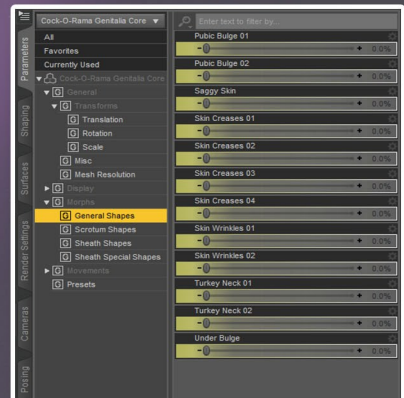 Cock-O-Rama Genitalia Core
Enter text to filter by...
Parameters
Shaping
Surfaces
Render Settings
Cameras
Posing
All
Favorites
Currently Used
Cock-O-Rama Genitalia Core
G General
G Transforms
G Translation
G Rotation
G Scale
G Misc
G Mesh Resolution
G Display
G Morphs
G General Shapes
G Scrotum Shapes
G Sheath Shapes
G Sheath Special Shapes
G Movements
G Presets
Pubic Bulge 01
- + 0.0%
Pubic Bulge 02
- + 0.0%
Saggy Skin
- + 0.0%
Skin Creases 01
- + 0.0%
Skin Creases 02
- + 0.0%
Skin Creases 03
- + 0.0%
Skin Creases 04
- + 0.0%
Skin Wrinkles 01
- + 0.0%
Skin Wrinkles 02
- + 0.0%
Turkey Neck 01
- + 0.0%
Turkey Neck 02
- + 0.0%
Under Bulge
- + 0.0%